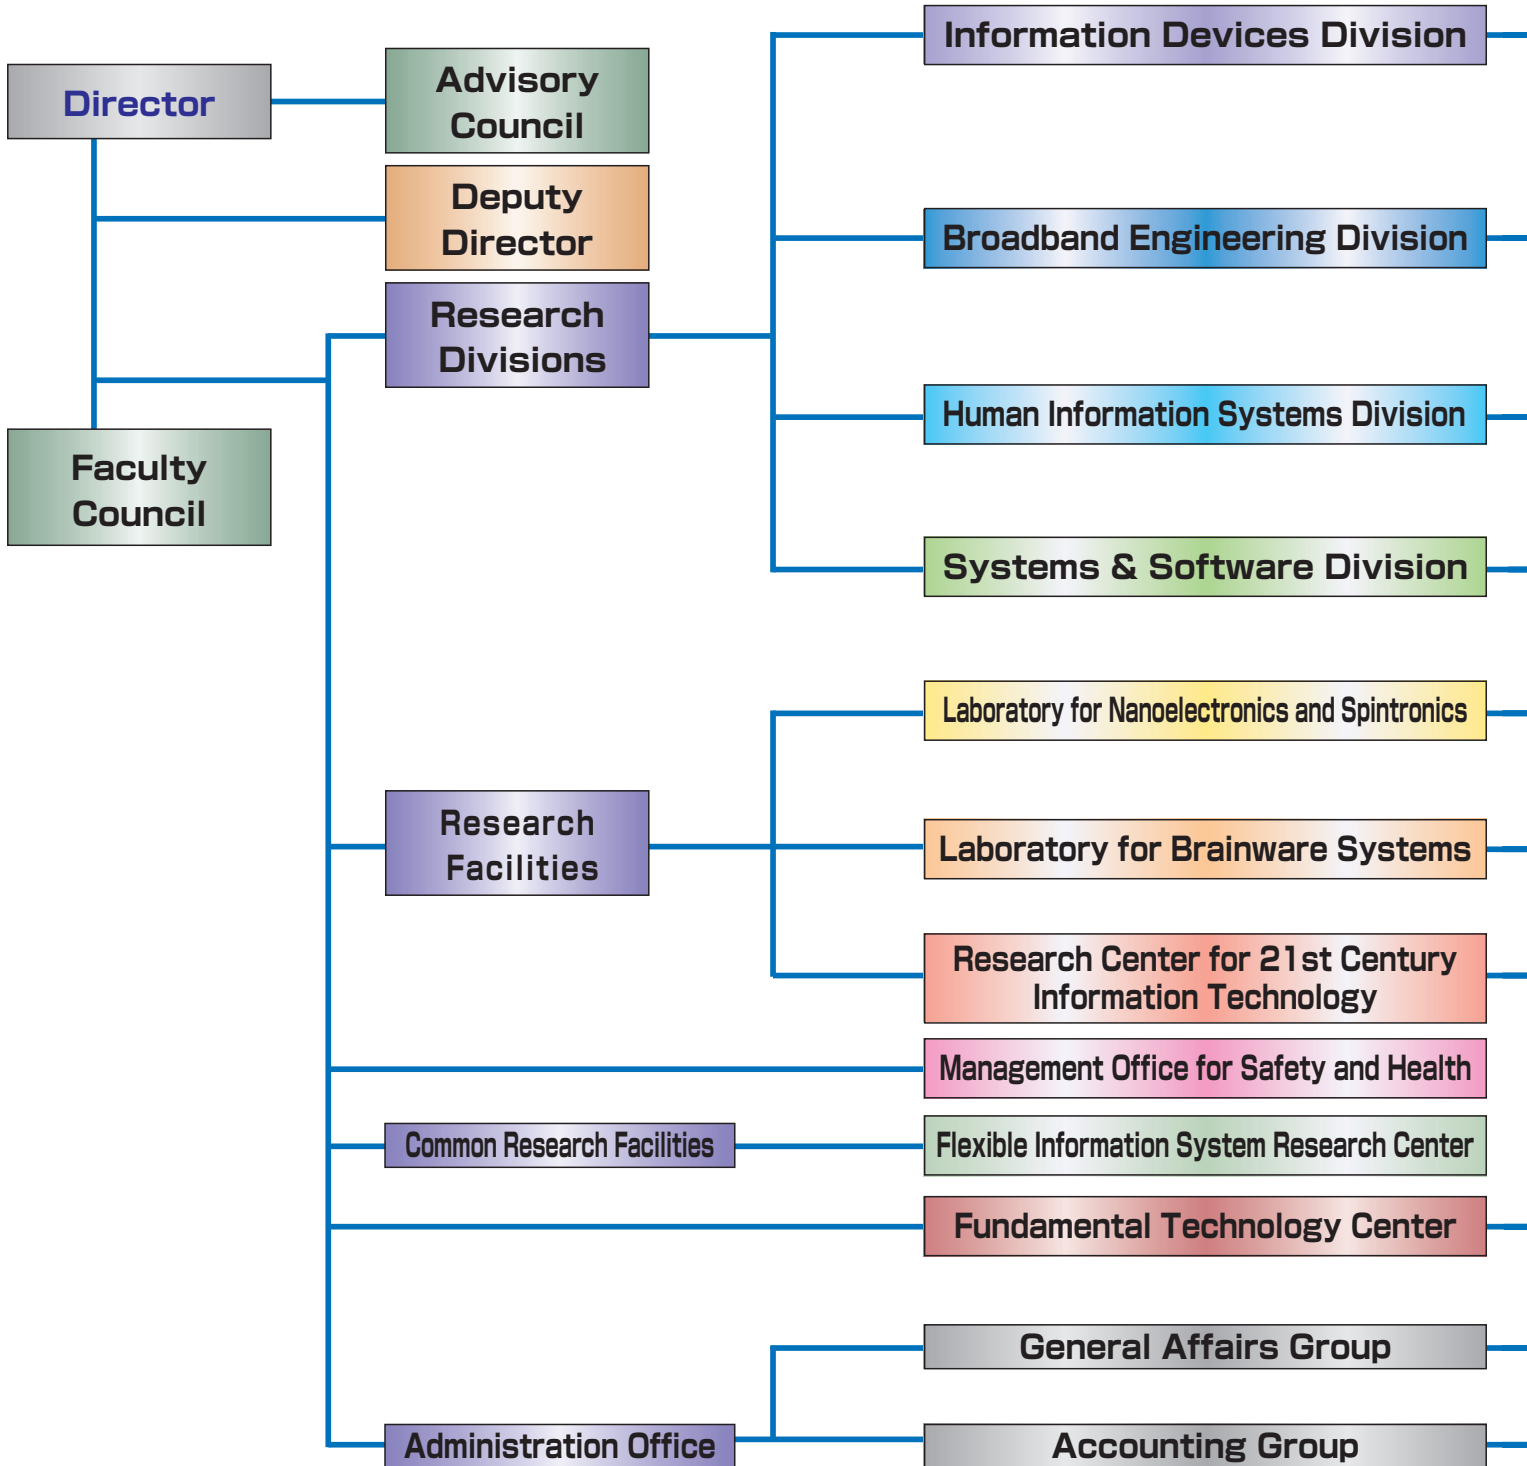 Director
Advisory
Council
Deputy
Director
Research
Divisions
Faculty
Council
Information Devices Division
Broadband Engineering Division
Human Information Systems Division
Systems & Software Division
Research
Facilities
Laboratory for Nanoelectronics and Spintronics
Laboratory for Brainware Systems
Research Center for 21st Century
Information Technology
Management Office for Safety and Health
Common Research Facilities
Flexible Information System Research Center
Fundamental Technology Center
Administration Office
General Affairs Group
Accounting Group